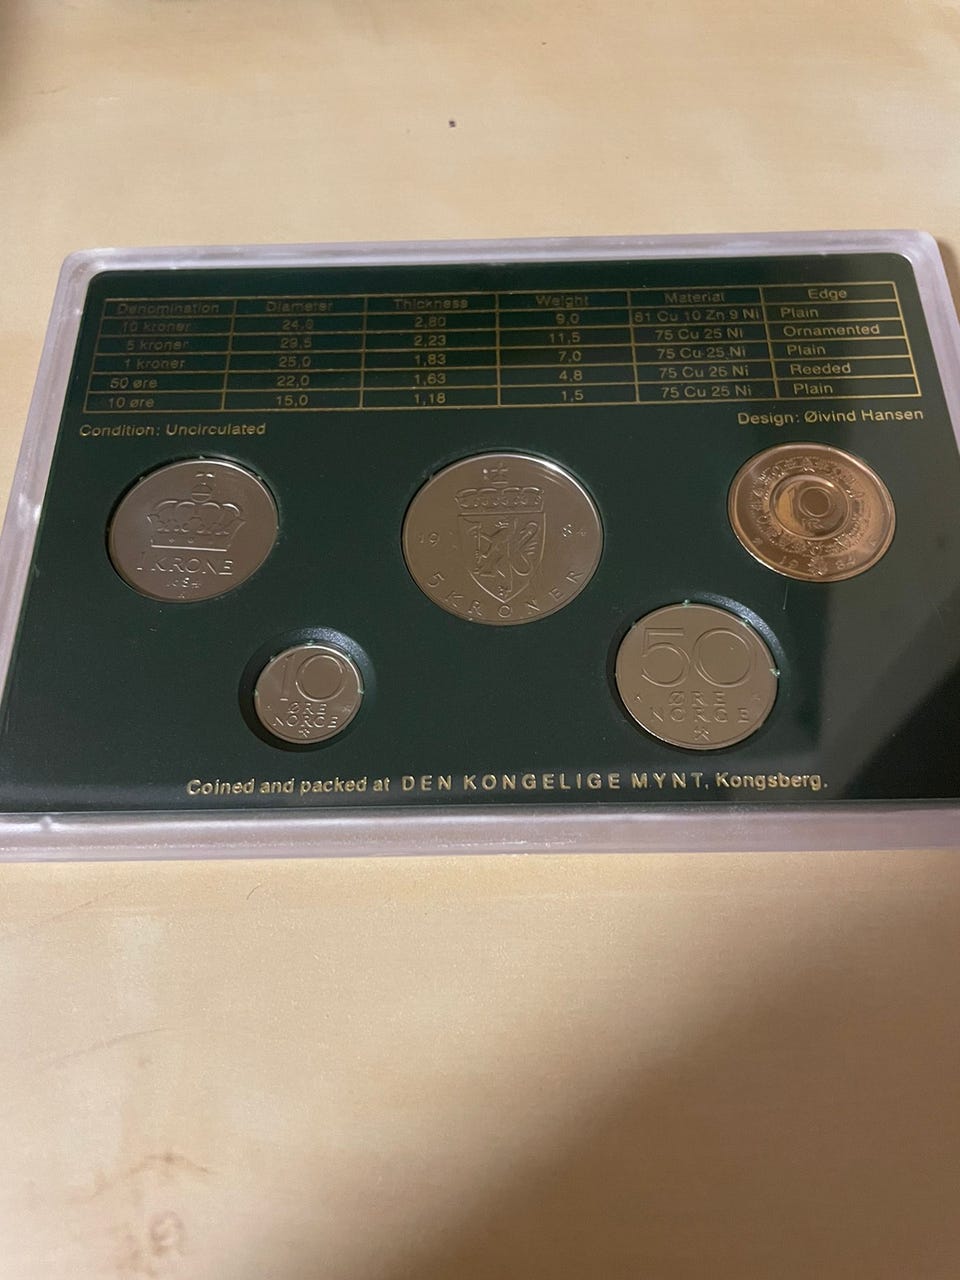 Denomination Diameter Thickness Weight Material Edge
10 kroner 24,0 2,80 9,0 81 Cu 10 Zn 9 Ni Plain
5 kroner 29,5 2,23 11,5 75 Cu 25 Ni Ornamented
1 kroner 25,0 1,83 7,0 75 Cu 25 Ni Plain
50 øre 22,0 1,63 4,8 75 Cu 25 Ni Reeded
10 øre 15,0 1,18 1,5 75 Cu 25 Ni Plain
Condition: Uncirculated
Design: Øivind Hansen
1 KRONE
1984
19 84
5 KRONER
10
KR
1984
10
ØRE
NORGE
50
ØRE
NORGE
Coined and packed at DEN KONGELIGE MYNT, Kongsberg.